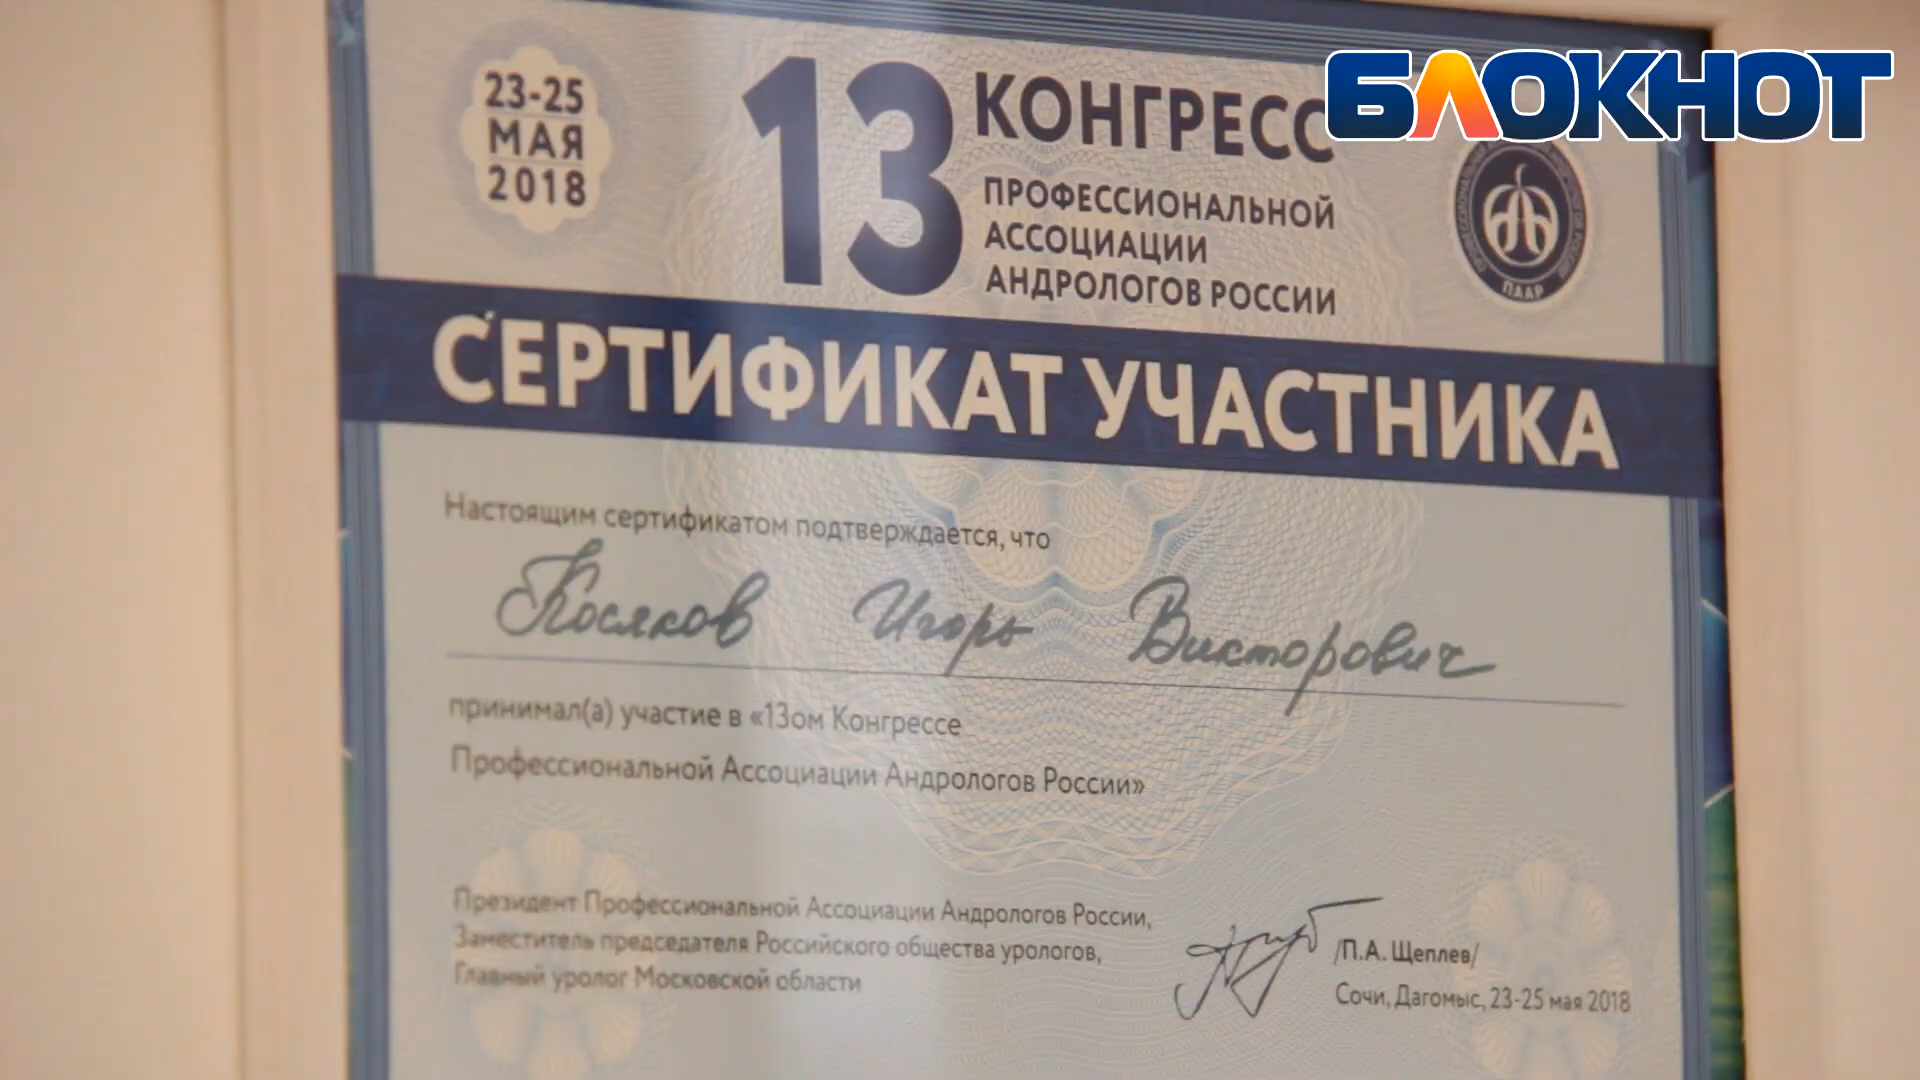 БЛОКНОТ
23-25
МАЯ
2018
13
КОНГРЕСС
ПРОФЕССИОНАЛЬНОЙ
АССОЦИАЦИИ
АНДРОЛОГОВ РОССИИ
ПААР
СЕРТИФИКАТ УЧАСТНИКА
Настоящим сертификатом подтверждается, что
Косяков Игорь Викторович
принимал(а) участие в «13ом Конгрессе
Профессиональной Ассоциации Андрологов России»
Президент Профессиональной Ассоциации Андрологов России,
Заместитель председателя Российского общества урологов,
Главный уролог Московской области
/П.А. Щеплев/
Сочи, Дагомыс, 23-25 мая 2018